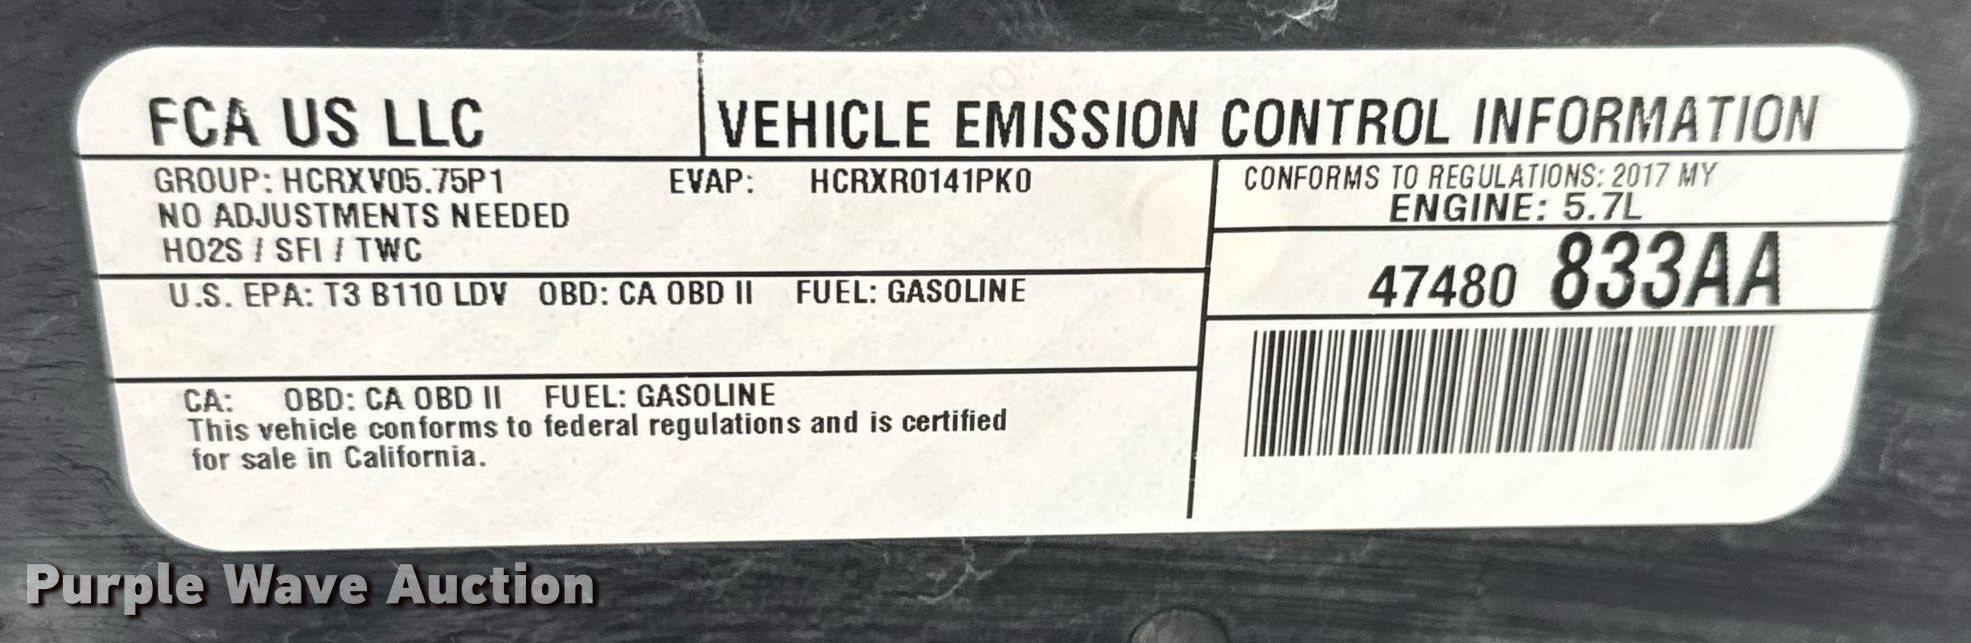 FCA US LLC
VEHICLE EMISSION CONTROL INFORMATION
GROUP: HCRXV05.75P1 EVAP: HCRXR0141PK0
NO ADJUSTMENTS NEEDED
HO2S / SFI / TWC
CONFORMS TO REGULATIONS: 2017 MY
ENGINE: 5.7L
47480 833AA
U.S. EPA: T3 B110 LDV OBD: CA OBD II FUEL: GASOLINE
CA: OBD: CA OBD II FUEL: GASOLINE
This vehicle conforms to federal regulations and is certified
for sale in California.
Purple Wave Auction